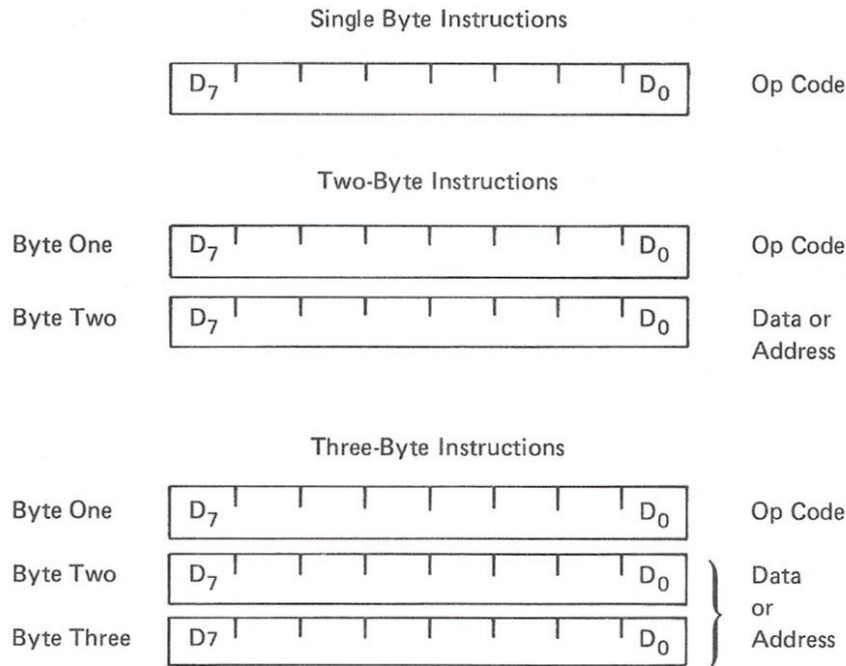 Single Byte Instructions
D7 D0 Op Code
Two-Byte Instructions
Byte One D7 D0 Op Code
Byte Two D7 D0 Data or
Address
Three-Byte Instructions
Byte One D7 D0 Op Code
Byte Two D7 D0 Data
or
Byte Three D7 D0 Address